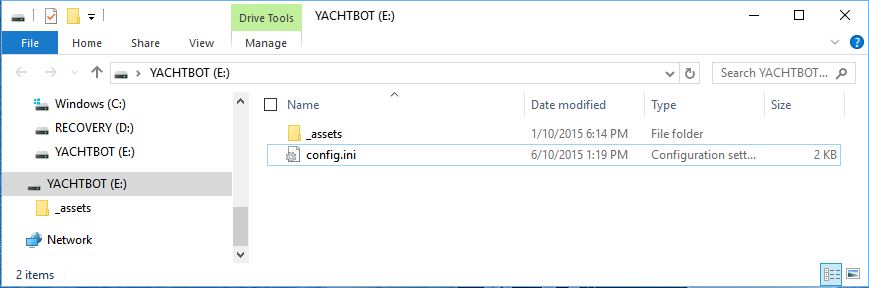 Drive Tools YACHTBOT (E:)
File Home Share View Manage
YACHTBOT (E:) Search YACHTBOT...
Name Date modified Type Size
Windows (C:)
RECOVERY (D:)
YACHTBOT (E:)
YACHTBOT (E:)
_assets
Network
_assets 1/10/2015 6:14 PM File folder
config.ini 6/10/2015 1:19 PM Configuration sett... 2 KB
2 items